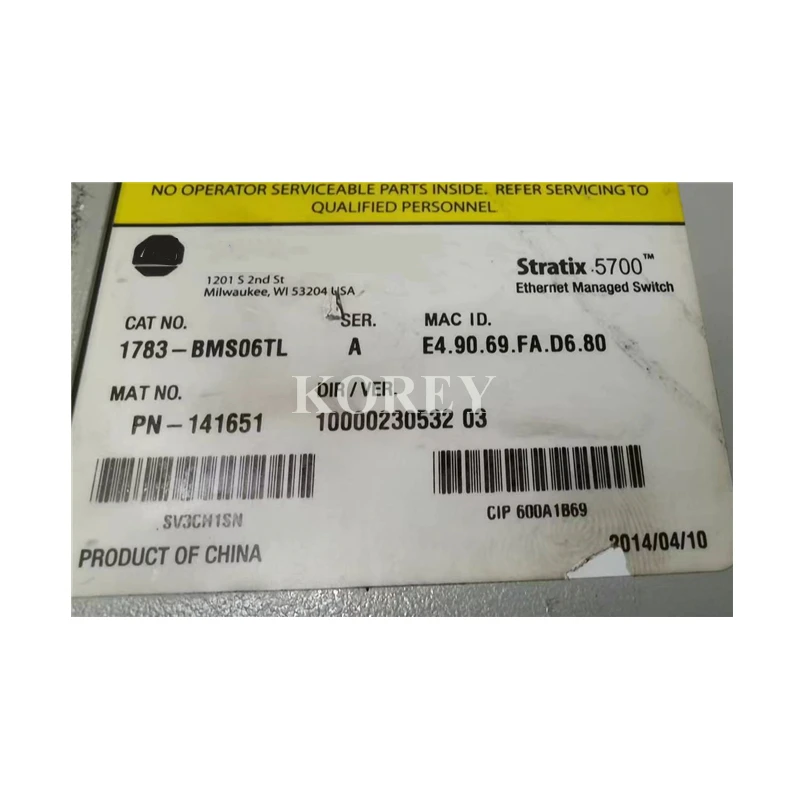 NO OPERATOR SERVICEABLE PARTS INSIDE. REFER SERVICING TO
QUALIFIED PERSONNEL
1201 S 2nd St
Milwaukee, WI 53204 USA
Stratix 5700™
Ethernet Managed Switch
CAT NO. SER. MAC ID.
1783-BMS06TL A E4.90.69.FA.D6.80
MAT NO. DIR/VER.
KOREY
PN-141651 10000230532 03
SV3CH1SN CIP 600A1B69
2014/04/10
PRODUCT OF CHINA